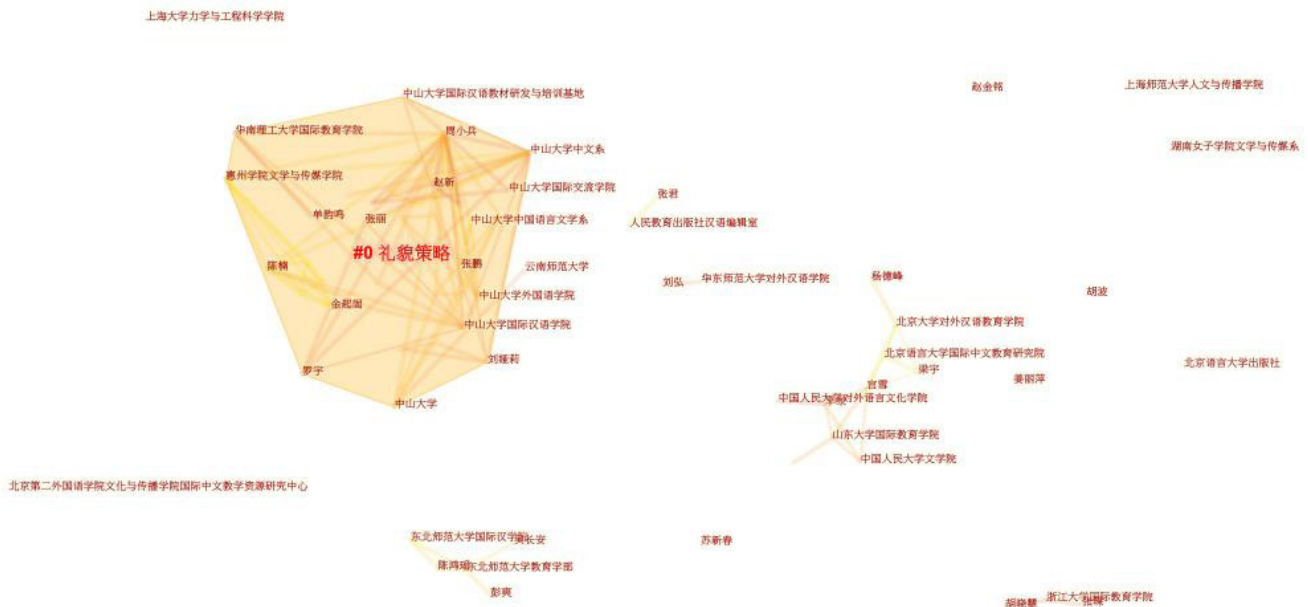 上海大学力学与工程科学学院
赵金铭
上海师范大学人文与传播学院
中山大学国际汉语教材研发与培训基地
华南理工大学国际教育学院
周小兵
中山大学中文系
湖南女子学院文学与传媒系
惠州学院文学与传媒学院
赵新
中山大学国际交流学院
张君
单韵鸣
张丽
中山大学中国语言文学系
人民教育出版社汉语编辑室
#0 礼貌策略
陈楠
张鹏
云南师范大学
刘弘
华东师范大学对外汉语学院
杨德峰
胡波
中山大学外国语学院
金起闾
中山大学国际汉语学院
北京大学对外汉语教育学院
刘娅莉
北京语言大学国际中文教育研究院
北京语言大学出版社
罗宇
梁宇
姜丽萍
宫雪
中山大学
中国人民大学对外语言文化学院
山东大学国际教育学院
中国人民大学文学院
北京第二外国语学院文化与传播学院国际中文教学资源研究中心
东北师范大学国际汉学院
吴长安
苏新春
陈鸿瑶
东北师范大学教育学部
彭爽
浙江大学国际教育学院
胡晓慧